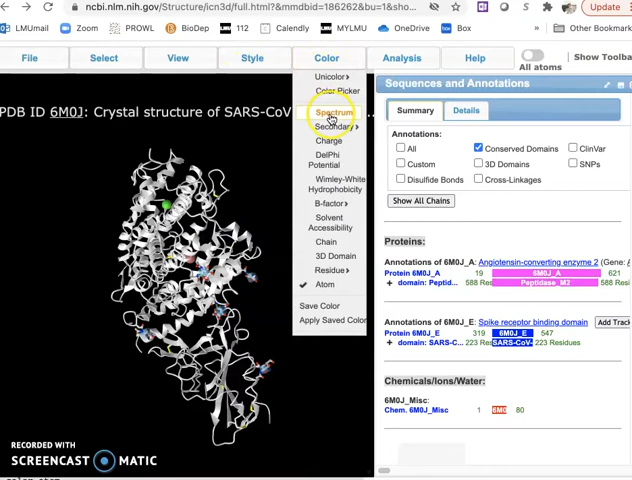 ncbi.nlm.nih.gov/Structure/icn3d/full.html?mmdbid=186262&bu=1&show...
Update
LMUmail
Zoom
PROWL
BioDep
112
Calendly
MYLMU
OneDrive
Box
Other Bookmarks
File
Select
View
Style
Color
Analysis
Help
All atoms
Show Toolba
PDB ID 6M0J: Crystal structure of SARS-CoV
Unicolor
Color Picker
Spectrum
Secondary
Charge
DelPhi
Potential
Wimley-White
Hydrophobicity
B-factor
Solvent
Accessibility
Chain
3D Domain
Residue
Atom
Save Color
Apply Saved Color
Sequences and Annotations
Summary
Details
Annotations:
All
Conserved Domains
ClinVar
Custom
3D Domains
SNPs
Disulfide Bonds
Cross-Linkages
Show All Chains
Proteins:
Annotations of 6M0J_A: Angiotensin-converting enzyme 2 (Gene:
Protein 6M0J_A 19 6M0J_A 621
+ domain: Peptid... 588 Res Peptidase_M2 588 Resi
Annotations of 6M0J_E: Spike receptor binding domain Add Track
Protein 6M0J_E 319 6M0J_E 547
+ domain: SARS-C... 223 Res SARS-CoV- 223 Residues
Chemicals/Ions/Water:
6M0J_Misc
Chem. 6M0J_Misc 1 6M0 80
RECORDED WITH
SCREENCAST MATIC